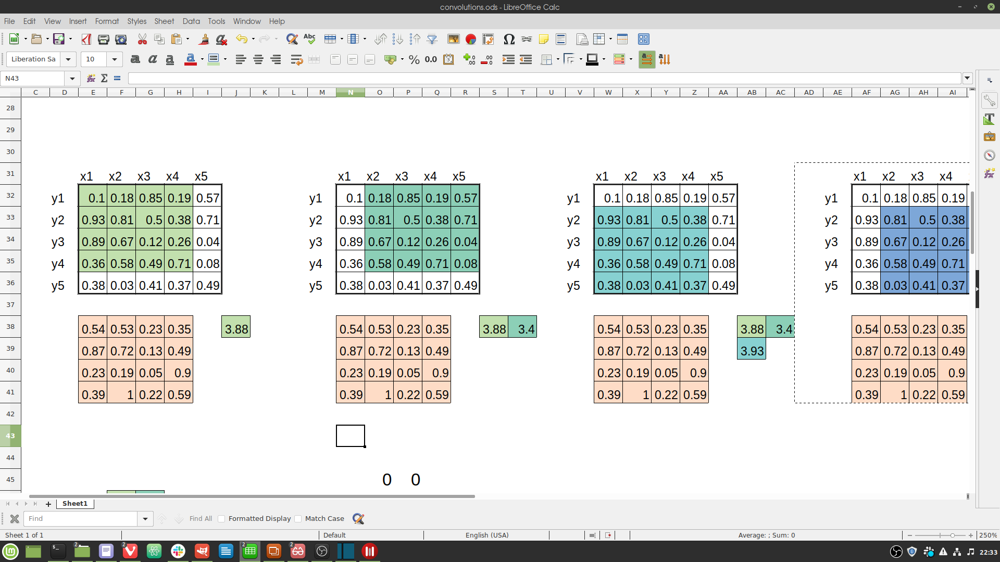 convolutions.ods - LibreOffice Calc
File Edit View Insert Format Styles Sheet Data Tools Window Help
Liberation Sa 10
N43
C D E F G H I J K L M N O P Q R S T U V W X Y Z AA AB AC AD AE AF AG AH AI
28
29
30
31 x1 x2 x3 x4 x5 x1 x2 x3 x4 x5 x1 x2 x3 x4 x5 x1 x2 x3 x4
32 y1 0.1 0.18 0.85 0.19 0.57 y1 0.1 0.18 0.85 0.19 0.57 y1 0.1 0.18 0.85 0.19 0.57 y1 0.1 0.18 0.85 0.19
33 y2 0.93 0.81 0.5 0.38 0.71 y2 0.93 0.81 0.5 0.38 0.71 y2 0.93 0.81 0.5 0.38 0.71 y2 0.93 0.81 0.5 0.38
34 y3 0.89 0.67 0.12 0.26 0.04 y3 0.89 0.67 0.12 0.26 0.04 y3 0.89 0.67 0.12 0.26 0.04 y3 0.89 0.67 0.12 0.26
35 y4 0.36 0.58 0.49 0.71 0.08 y4 0.36 0.58 0.49 0.71 0.08 y4 0.36 0.58 0.49 0.71 0.08 y4 0.36 0.58 0.49 0.71
36 y5 0.38 0.03 0.41 0.37 0.49 y5 0.38 0.03 0.41 0.37 0.49 y5 0.38 0.03 0.41 0.37 0.49 y5 0.38 0.03 0.41 0.37
37
38 0.54 0.53 0.23 0.35 3.88 0.54 0.53 0.23 0.35 3.88 3.4 0.54 0.53 0.23 0.35 3.88 3.4 0.54 0.53 0.23 0.35
39 0.87 0.72 0.13 0.49 0.87 0.72 0.13 0.49 0.87 0.72 0.13 0.49 3.93 0.87 0.72 0.13 0.49
40 0.23 0.19 0.05 0.9 0.23 0.19 0.05 0.9 0.23 0.19 0.05 0.9 0.23 0.19 0.05 0.9
41 0.39 1 0.22 0.59 0.39 1 0.22 0.59 0.39 1 0.22 0.59 0.39 1 0.22 0.59
42
43
44
45 0 0
Sheet1
Find Find All Formatted Display Match Case
Sheet 1 of 1 Default English (USA) Average: ; Sum: 0 250%
22:33